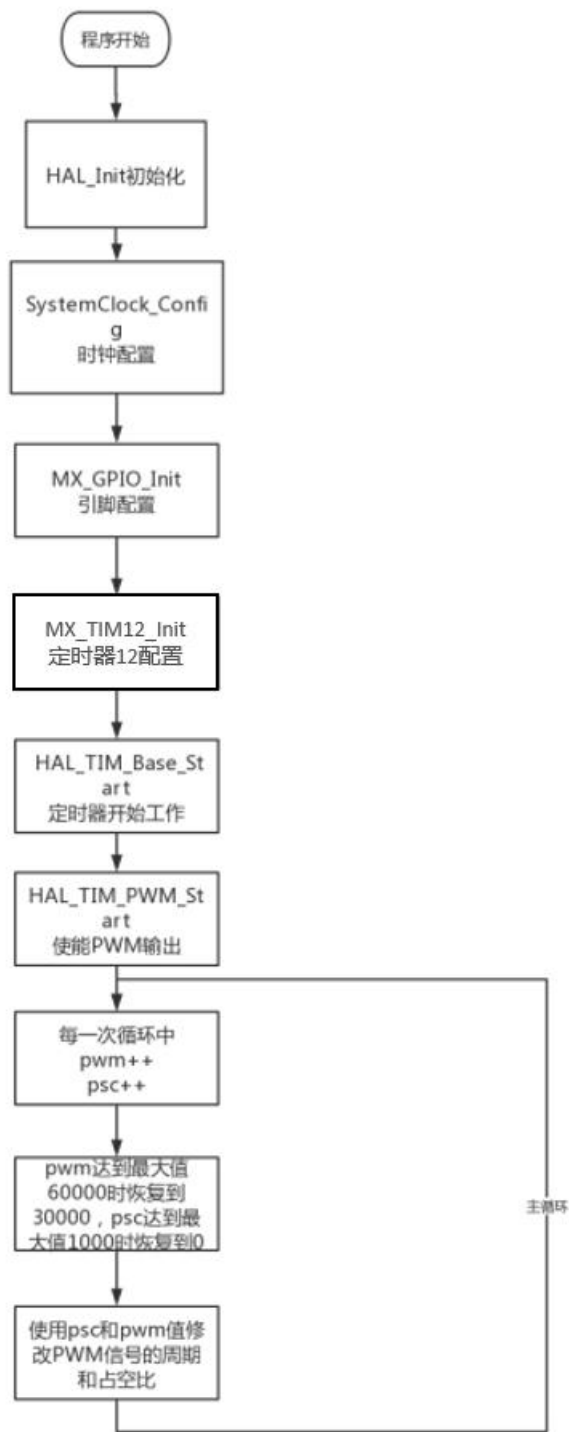 程序开始
HAL_Init初始化
SystemClock_Confi
g
时钟配置
MX_GPIO_Init
引脚配置
MX_TIM12_Init
定时器12配置
HAL_TIM_Base_St
art
定时器开始工作
HAL_TIM_PWM_St
art
使能PWM输出
每一次循环中
pwm++
psc++
pwm达到最大值
60000时恢复到
30000，psc达到最
大值1000时恢复到0
主循环
使用psc和pwm值修
改PWM信号的周期
和占空比